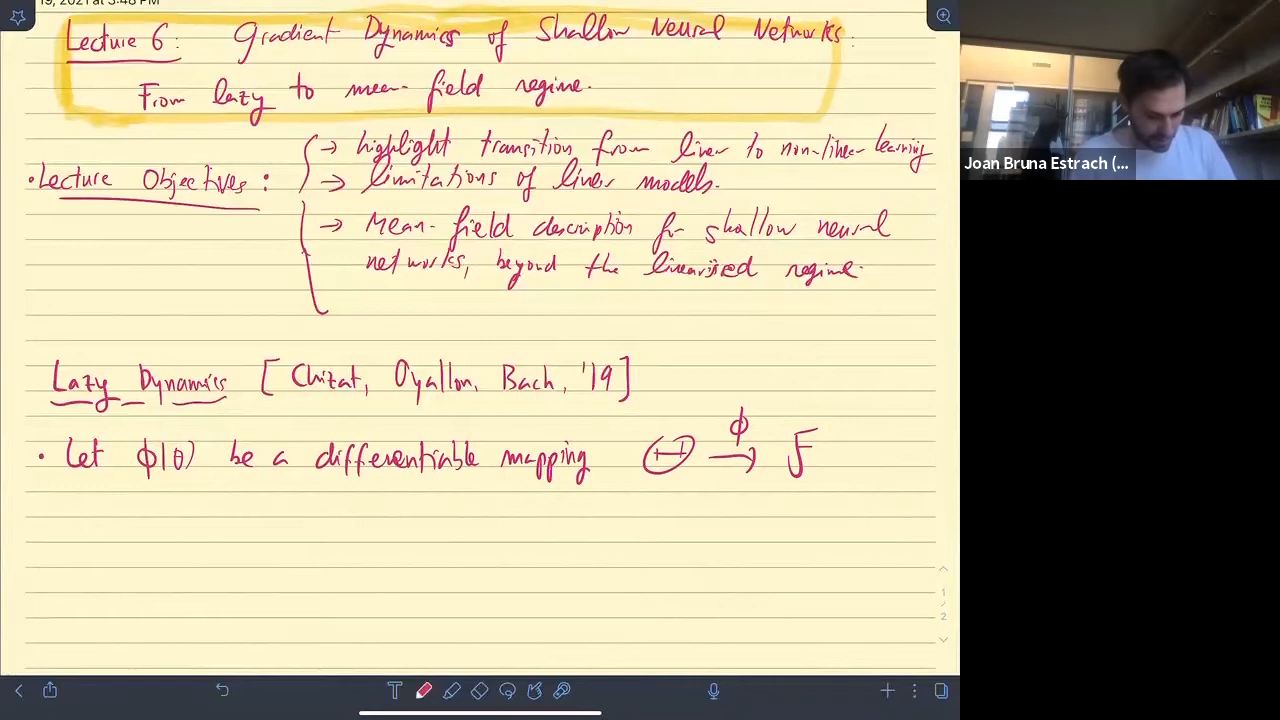 19, 2021 at 3:48 PM
Lecture 6: Gradient Dynamics of Shallow Neural Networks:
From lazy to mean-field regime.
• Lecture Objectives:
→ highlight transition from linear to non-linear learning
→ limitations of linear models.
→ Mean-field description for shallow neural
networks, beyond the linearised regime.
Lazy Dynamics [Chizat, Oyallon, Bach, '19]
• Let ϕ(θ) be a differentiable mapping Θ →ϕ F
Joan Bruna Estrach (...
1
2